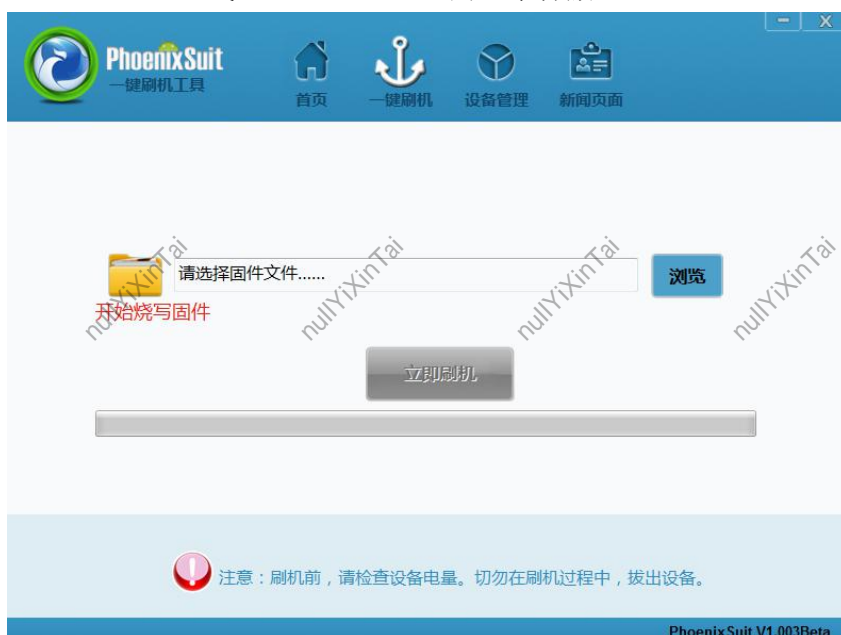 PhoenixSuit
一键刷机工具
首页
一键刷机
设备管理
新闻页面
请选择固件文件......
浏览
开始烧写固件
nullYiXinTai
nullYiXinTai
nullYiXinTai
nullYiXinTai
立即刷机
注意：刷机前，请检查设备电量。切勿在刷机过程中，拔出设备。
PhoenixSuit V1.003Beta